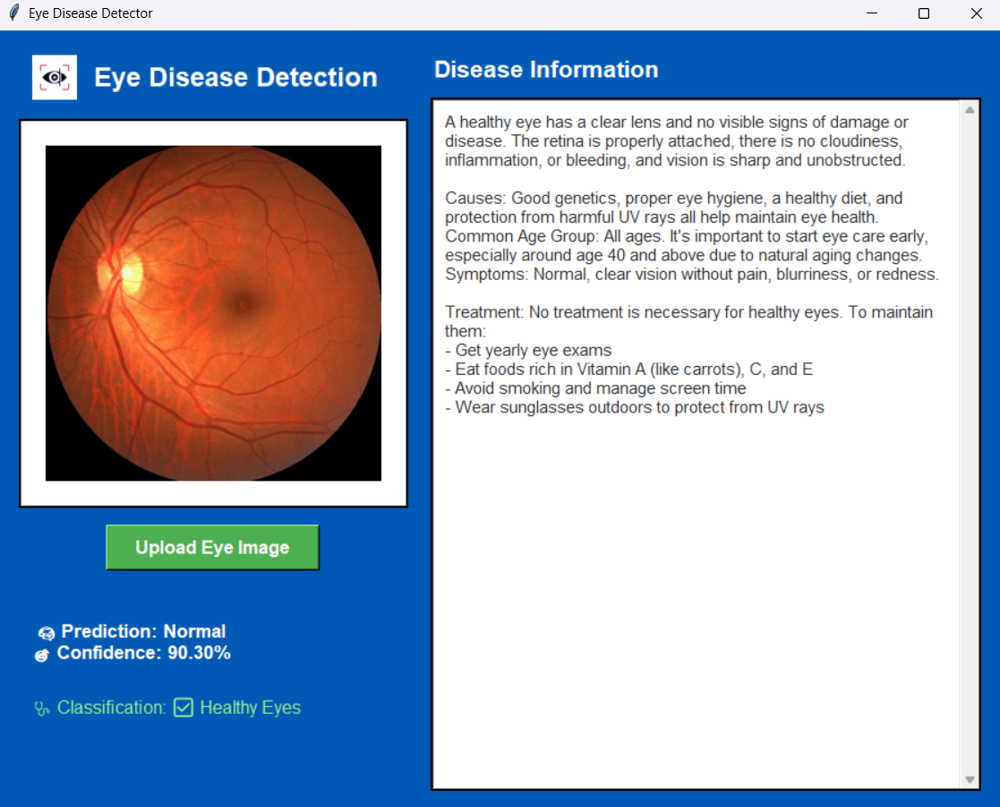 Eye Disease Detector
Eye Disease Detection
Upload Eye Image
Prediction: Normal
Confidence: 90.30%
Classification: Healthy Eyes
Disease Information
A healthy eye has a clear lens and no visible signs of damage or
disease. The retina is properly attached, there is no cloudiness,
inflammation, or bleeding, and vision is sharp and unobstructed.
Causes: Good genetics, proper eye hygiene, a healthy diet, and
protection from harmful UV rays all help maintain eye health.
Common Age Group: All ages. It's important to start eye care early,
especially around age 40 and above due to natural aging changes.
Symptoms: Normal, clear vision without pain, blurriness, or redness.
Treatment: No treatment is necessary for healthy eyes. To maintain
them:
- Get yearly eye exams
- Eat foods rich in Vitamin A (like carrots), C, and E
- Avoid smoking and manage screen time
- Wear sunglasses outdoors to protect from UV rays